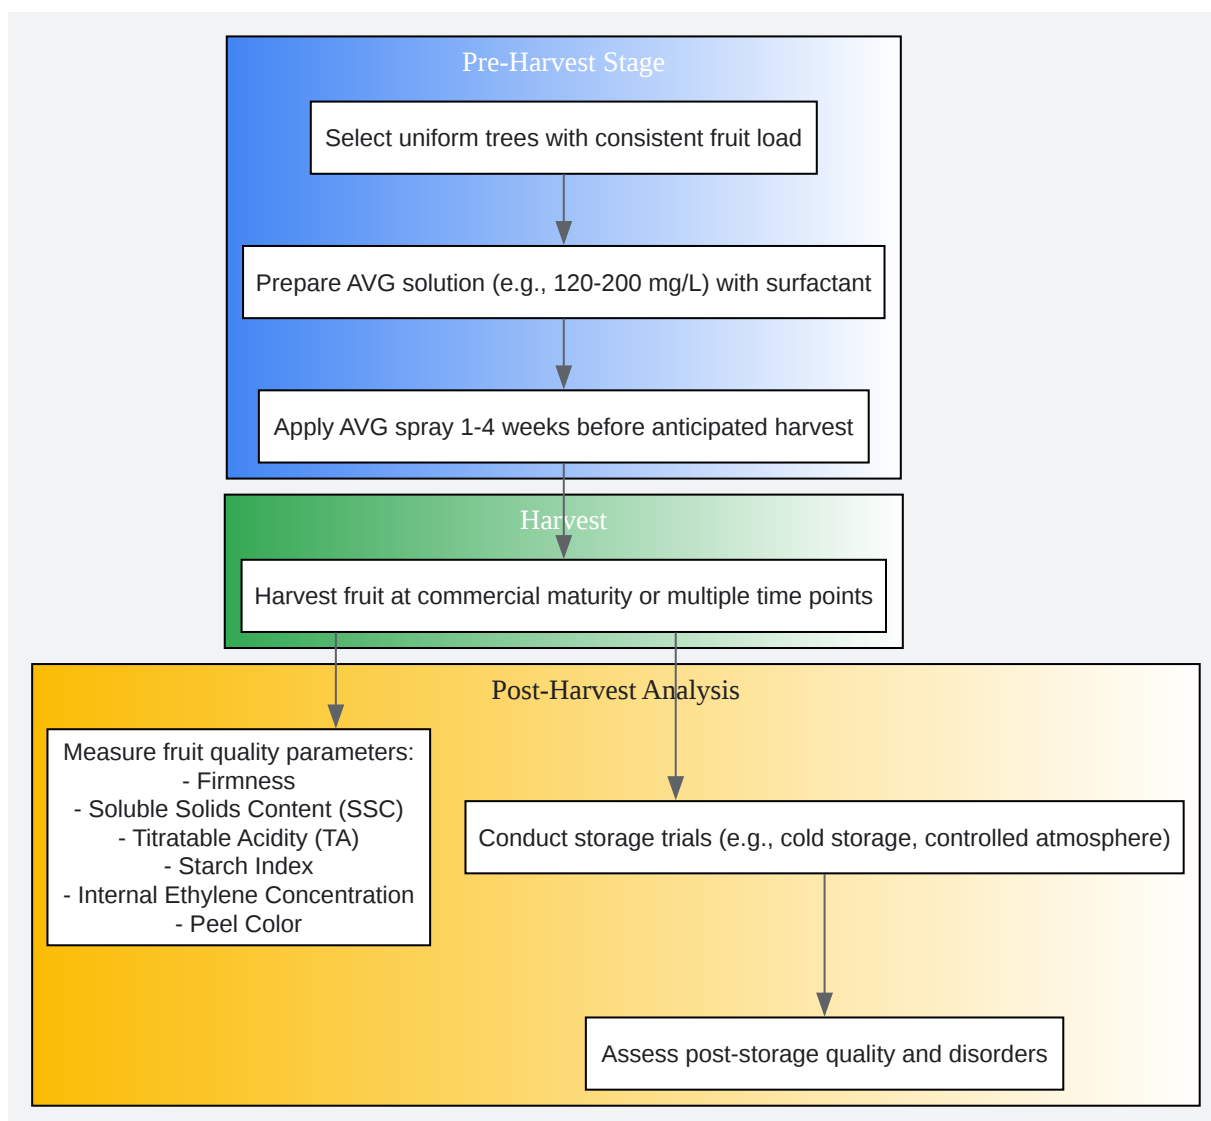 Pre-Harvest Stage
Select uniform trees with consistent fruit load
Prepare AVG solution (e.g., 120-200 mg/L) with surfactant
Apply AVG spray 1-4 weeks before anticipated harvest
Harvest
Harvest fruit at commercial maturity or multiple time points
Post-Harvest Analysis
Measure fruit quality parameters:
- Firmness
- Soluble Solids Content (SSC)
- Titratable Acidity (TA)
- Starch Index
- Internal Ethylene Concentration
- Peel Color
Conduct storage trials (e.g., cold storage, controlled atmosphere)
Assess post-storage quality and disorders